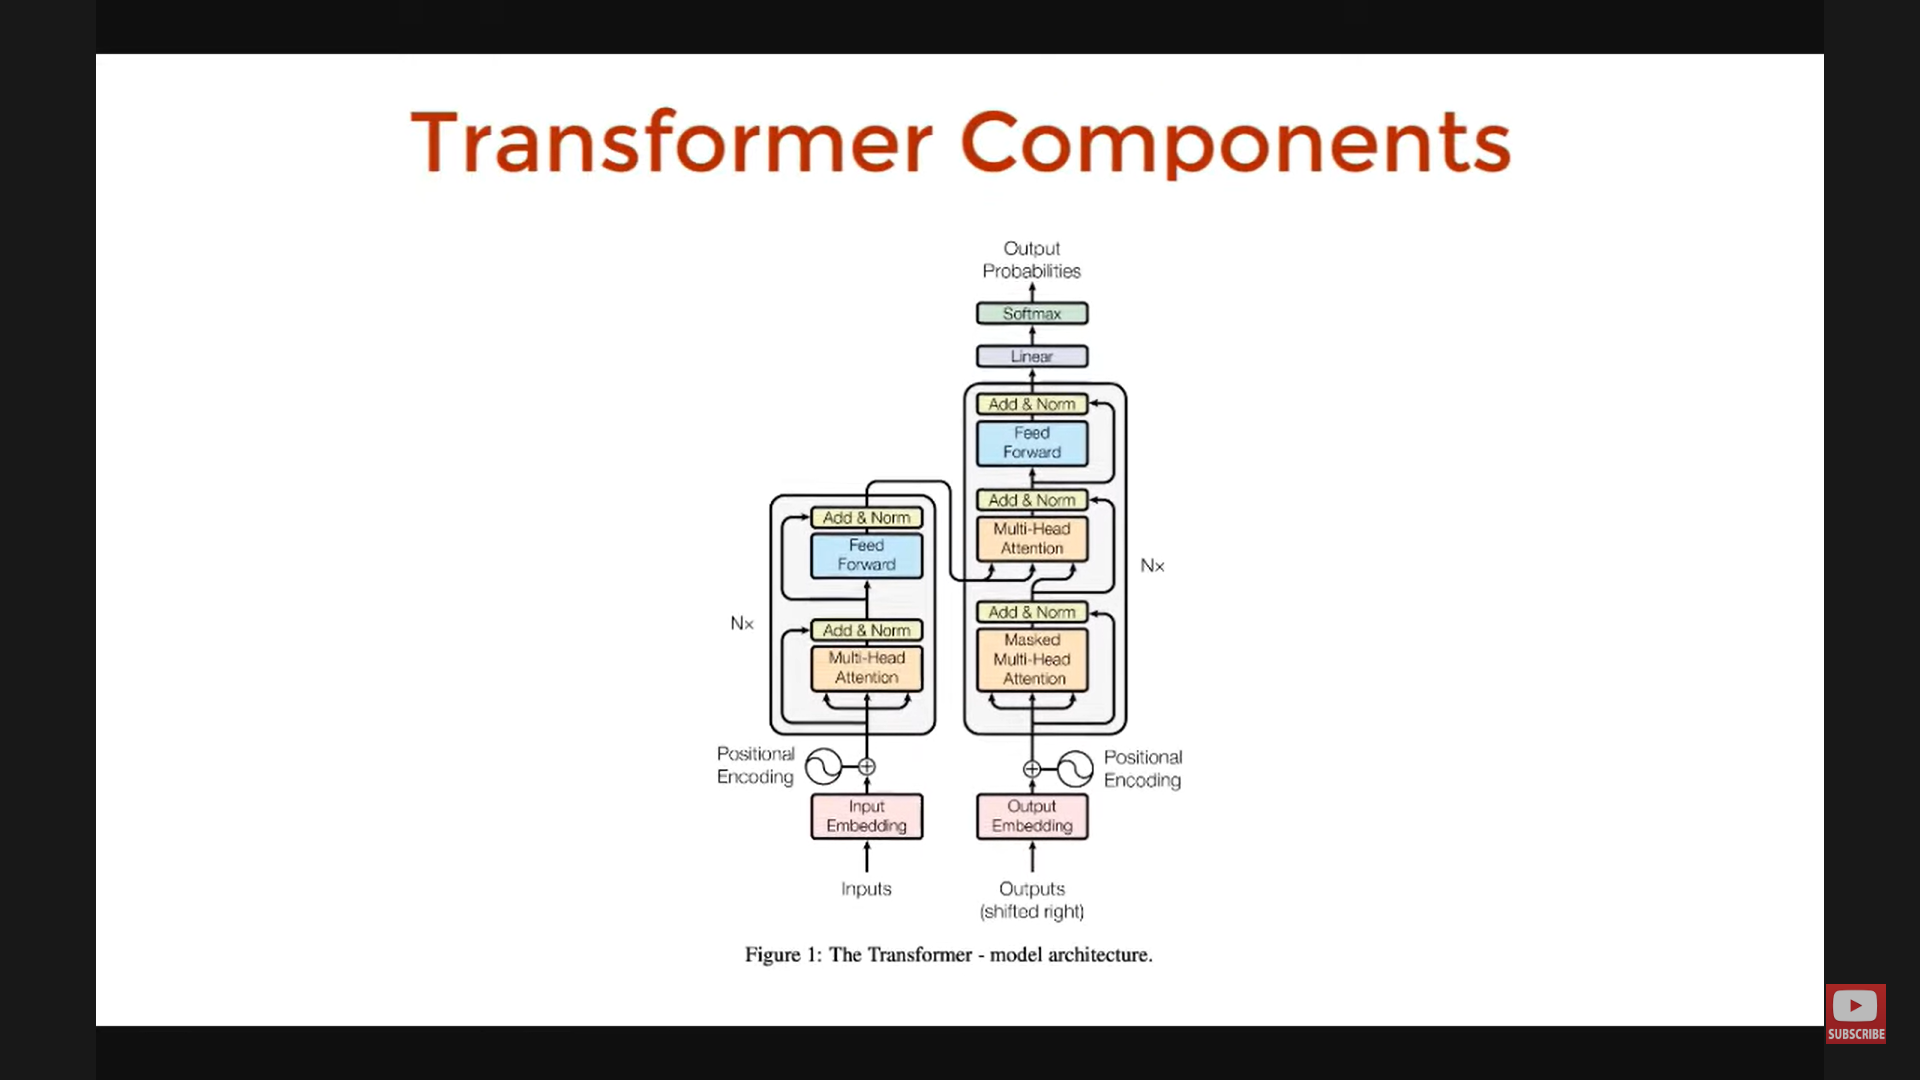 Transformer Components
Output
Probabilities
Softmax
Linear
Add & Norm
Feed
Forward
Add & Norm
Multi-Head
Attention
Nx
Add & Norm
Masked
Multi-Head
Attention
Add & Norm
Feed
Forward
Nx
Add & Norm
Multi-Head
Attention
Positional
Encoding
Positional
Encoding
Input
Embedding
Output
Embedding
Inputs
Outputs
(shifted right)
Figure 1: The Transformer - model architecture.
SUBSCRIBE